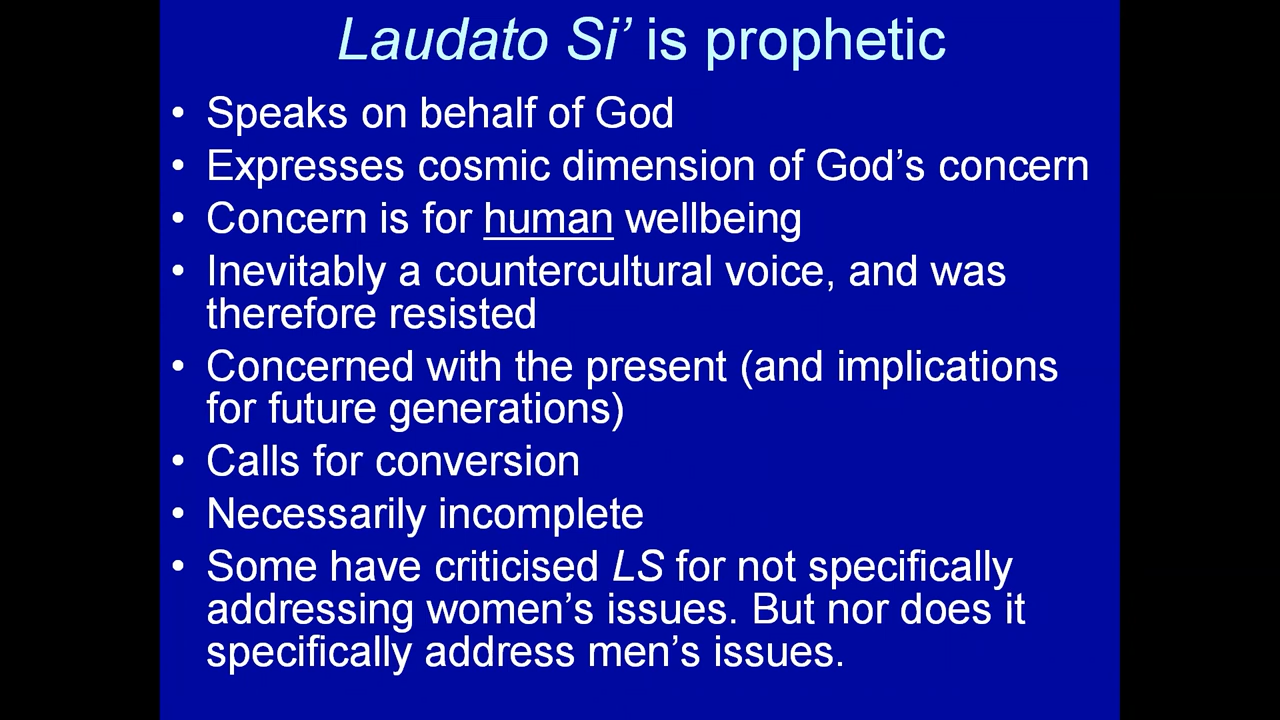 Laudato Si’ is prophetic
• Speaks on behalf of God
• Expresses cosmic dimension of God’s concern
• Concern is for human wellbeing
• Inevitably a countercultural voice, and was
therefore resisted
• Concerned with the present (and implications
for future generations)
• Calls for conversion
• Necessarily incomplete
• Some have criticised LS for not specifically
addressing women’s issues. But nor does it
specifically address men’s issues.